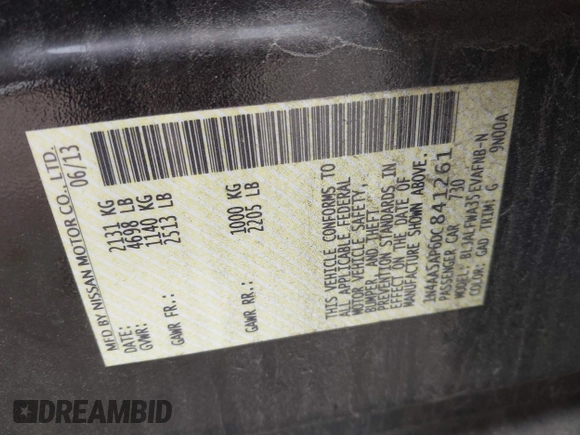 MFD BY NISSAN MOTOR CO., LTD.
DATE: 06/13
GVWR: 2131 KG
4698 LB
GAWR FR.: 1140 KG
2513 LB
GAWR RR.: 1000 KG
2205 LB
THIS VEHICLE CONFORMS TO
ALL APPLICABLE FEDERAL
MOTOR VEHICLE SAFETY,
BUMPER, AND THEFT
PREVENTION STANDARDS IN
EFFECT ON THE DATE OF
MANUFACTURE SHOWN ABOVE.
1N4AA5AP6DC841261
PASSENGER CAR 730
MODEL: BL3ALPWA35EVAFNB-N
COLOR: GAD TRIM: G 9N00A
DREAMBID